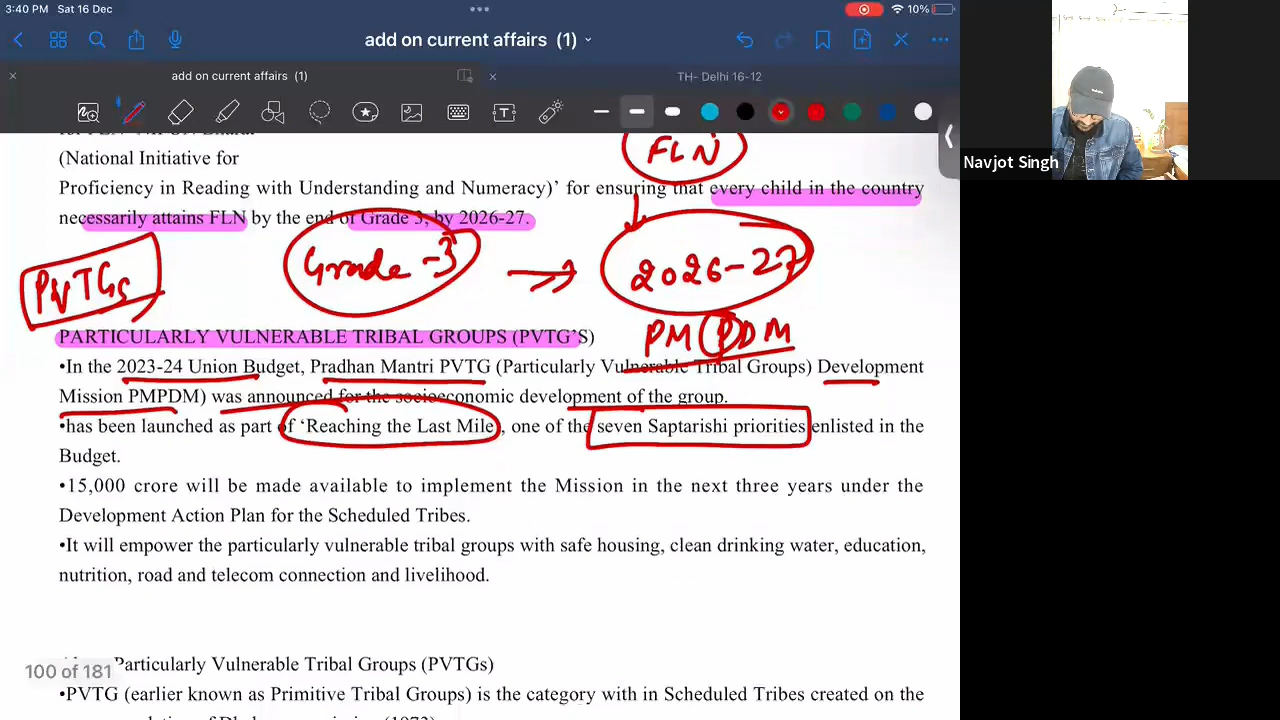 3:40 PM Sat 16 Dec
10%
add on current affairs (1)
add on current affairs (1)
TH- Delhi 16-12
(National Initiative for
FLN
Proficiency in Reading with Understanding and Numeracy)’ for ensuring that every child in the country
necessarily attains FLN by the end of Grade 3, by 2026-27.
PVTGs
Grade -3
2026-27
PARTICULARLY VULNERABLE TRIBAL GROUPS (PVTG’S)
PM PDM
•In the 2023-24 Union Budget, Pradhan Mantri PVTG (Particularly Vulnerable Tribal Groups) Development
Mission PMPDM) was announced for the socioeconomic development of the group.
•has been launched as part of ‘Reaching the Last Mile’, one of the seven Saptarishi priorities enlisted in the
Budget.
•15,000 crore will be made available to implement the Mission in the next three years under the
Development Action Plan for the Scheduled Tribes.
•It will empower the particularly vulnerable tribal groups with safe housing, clean drinking water, education,
nutrition, road and telecom connection and livelihood.
100 of 181
Particularly Vulnerable Tribal Groups (PVTGs)
•PVTG (earlier known as Primitive Tribal Groups) is the category with in Scheduled Tribes created on the
Navjot Singh